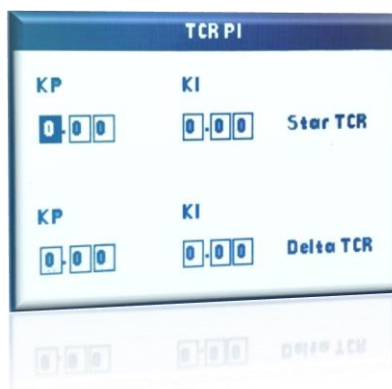 TCR PI
KP KI
0.00 0.00 Star TCR
KP KI
0.00 0.00 Delta TCR